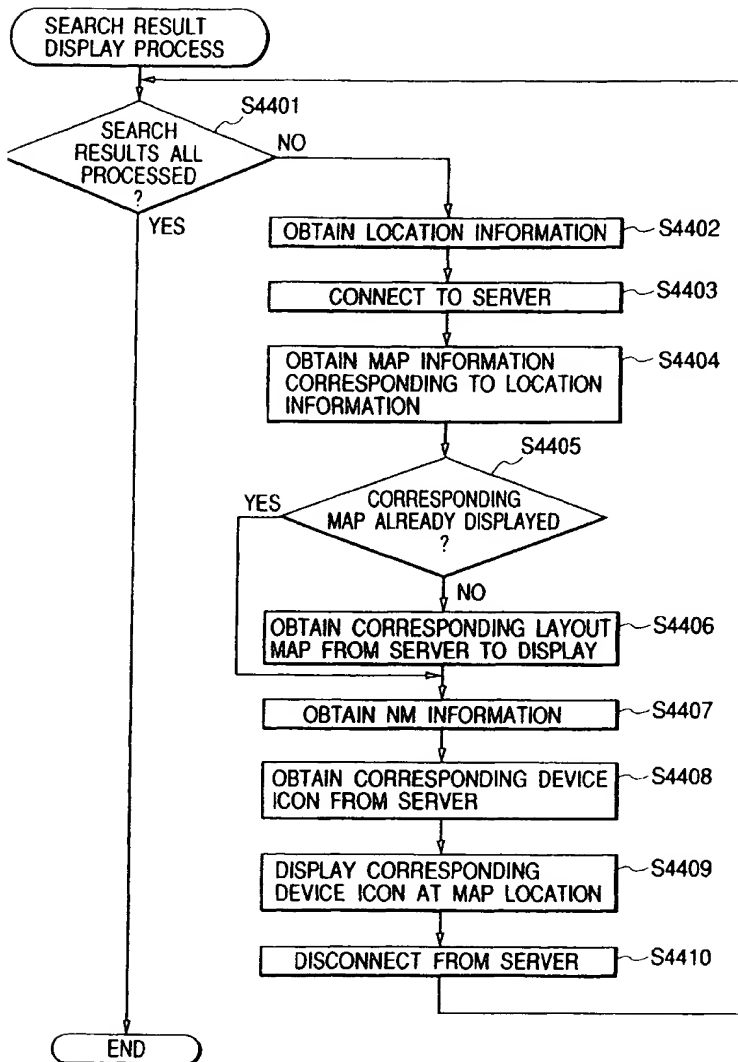 SEARCH RESULT
DISPLAY PROCESS
S4401
SEARCH
RESULTS ALL
PROCESSED
?
NO
YES
OBTAIN LOCATION INFORMATION
S4402
CONNECT TO SERVER
S4403
OBTAIN MAP INFORMATION
CORRESPONDING TO LOCATION
INFORMATION
S4404
S4405
CORRESPONDING
MAP ALREADY DISPLAYED
?
YES
NO
OBTAIN CORRESPONDING LAYOUT
MAP FROM SERVER TO DISPLAY
S4406
OBTAIN NM INFORMATION
S4407
OBTAIN CORRESPONDING DEVICE
ICON FROM SERVER
S4408
DISPLAY CORRESPONDING
DEVICE ICON AT MAP LOCATION
S4409
DISCONNECT FROM SERVER
S4410
END